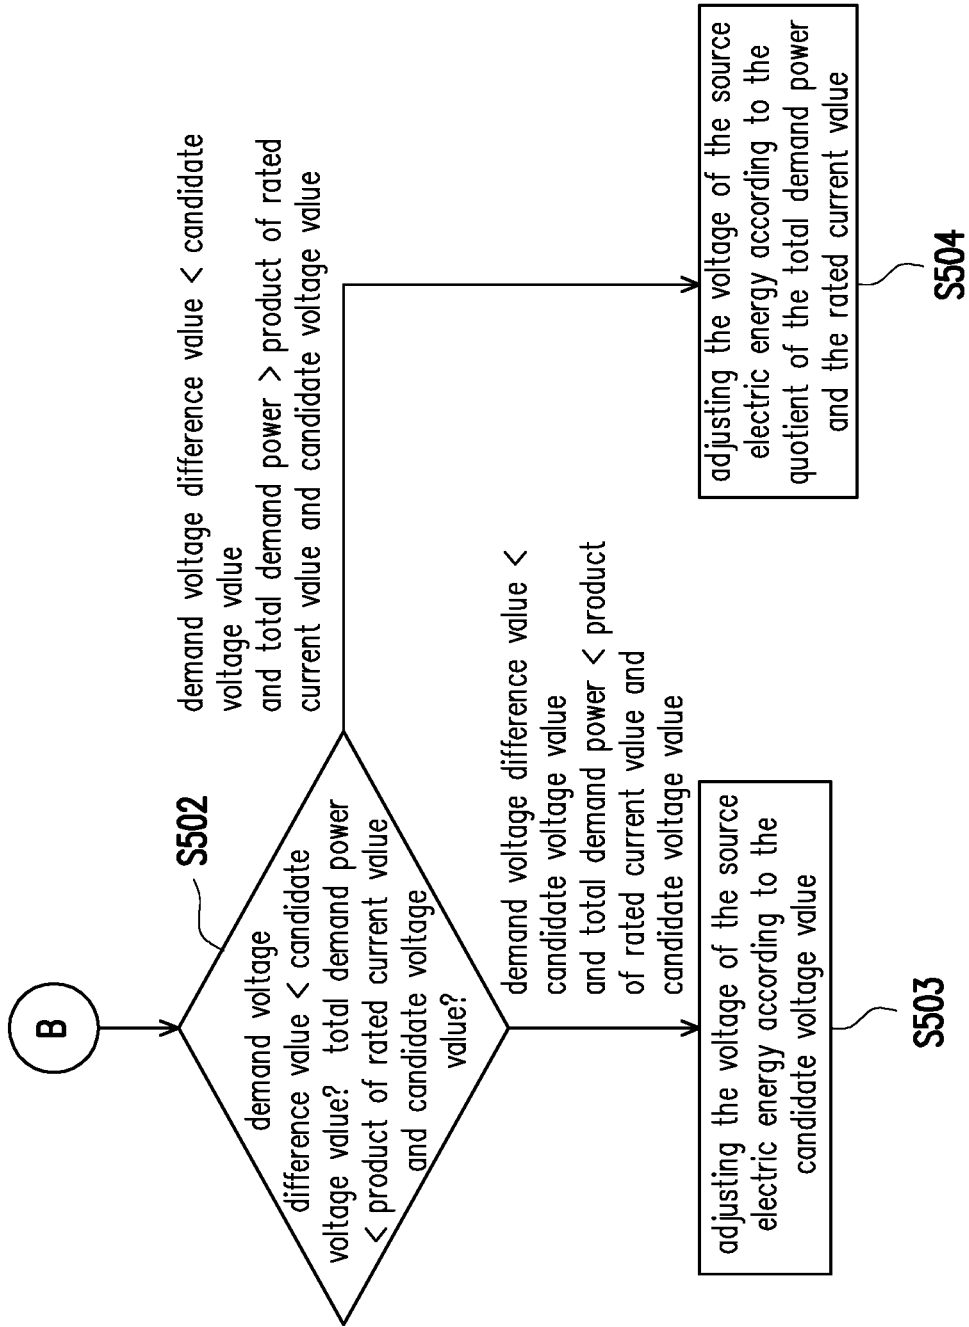 B
S502
demand voltage
difference value < candidate
voltage value? total demand power
< product of rated current value
and candidate voltage
value?
demand voltage difference value < candidate
voltage value
and total demand power > product of rated
current value and candidate voltage value
demand voltage difference value <
candidate voltage value
and total demand power < product
of rated current value and
candidate voltage value
adjusting the voltage of the source
electric energy according to the
candidate voltage value
S503
adjusting the voltage of the source
electric energy according to the
quotient of the total demand power
and the rated current value
S504